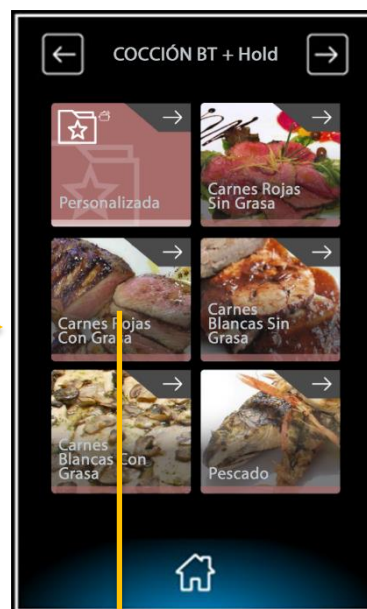 COCCIÓN BT + Hold
Personalizada
Carnes Rojas
Sin Grasa
Carnes Rojas
Con Grasa
Carnes
Blancas Sin
Grasa
Carnes
Blancas Con
Grasa
Pescado